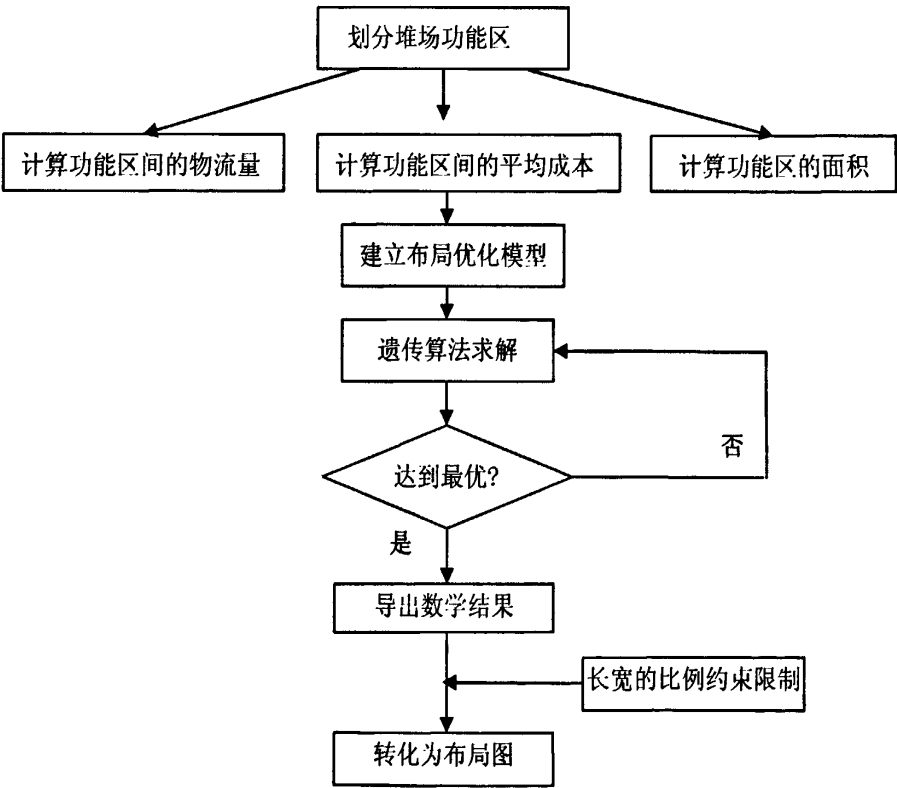 划分堆场功能区
计算功能区间的物流量
计算功能区间的平均成本
计算功能区的面积
建立布局优化模型
遗传算法求解
否
达到最优?
是
导出数学结果
长宽的比例约束限制
转化为布局图